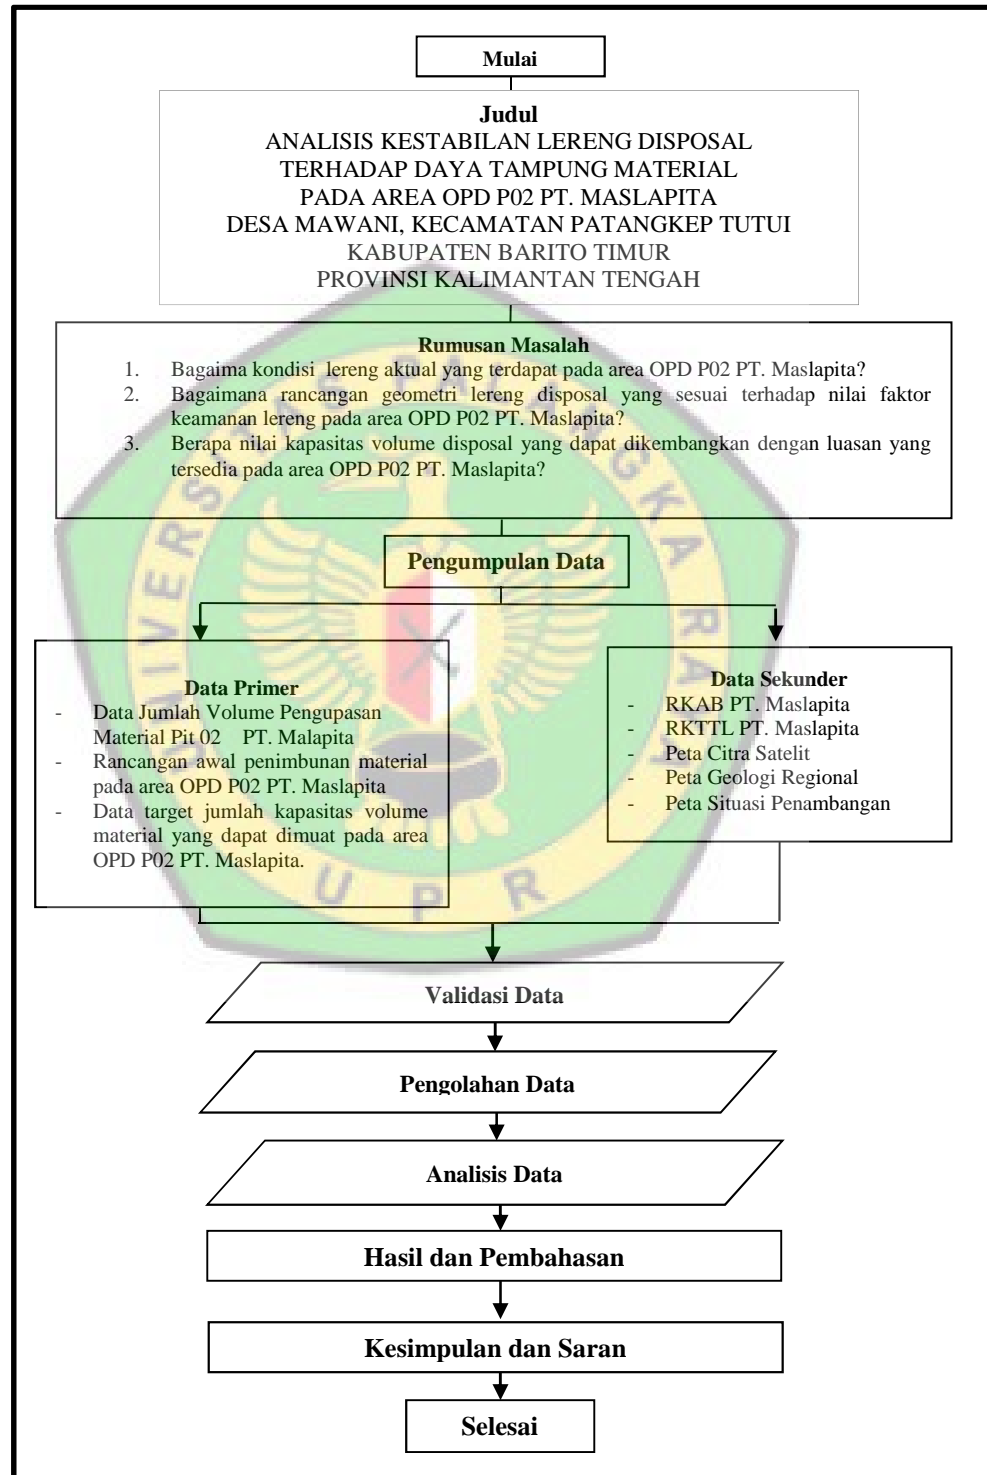 Mulai
Judul
ANALISIS KESTABILAN LERENG DISPOSAL
TERHADAP DAYA TAMPUNG MATERIAL
PADA AREA OPD P02 PT. MASLAPITA
DESA MAWANI, KECAMATAN PATANGKEP TUTUI
KABUPATEN BARITO TIMUR
PROVINSI KALIMANTAN TENGAH
Rumusan Masalah
1. Bagaima kondisi lereng aktual yang terdapat pada area OPD P02 PT. Maslapita?
2. Bagaimana rancangan geometri lereng disposal yang sesuai terhadap nilai faktor
keamanan lereng pada area OPD P02 PT. Maslapita?
3. Berapa nilai kapasitas volume disposal yang dapat dikembangkan dengan luasan yang
tersedia pada area OPD P02 PT. Maslapita?
Pengumpulan Data
Data Primer
- Data Jumlah Volume Pengupasan
Material Pit 02 PT. Malapita
- Rancangan awal penimbunan material
pada area OPD P02 PT. Maslapita
- Data target jumlah kapasitas volume
material yang dapat dimuat pada area
OPD P02 PT. Maslapita.
Data Sekunder
- RKAB PT. Maslapita
- RKTTL PT. Maslapita
- Peta Citra Satelit
- Peta Geologi Regional
- Peta Situasi Penambangan
UNIVERSITAS PALANGKA RAYA
UPR
Validasi Data
Pengolahan Data
Analisis Data
Hasil dan Pembahasan
Kesimpulan dan Saran
Selesai